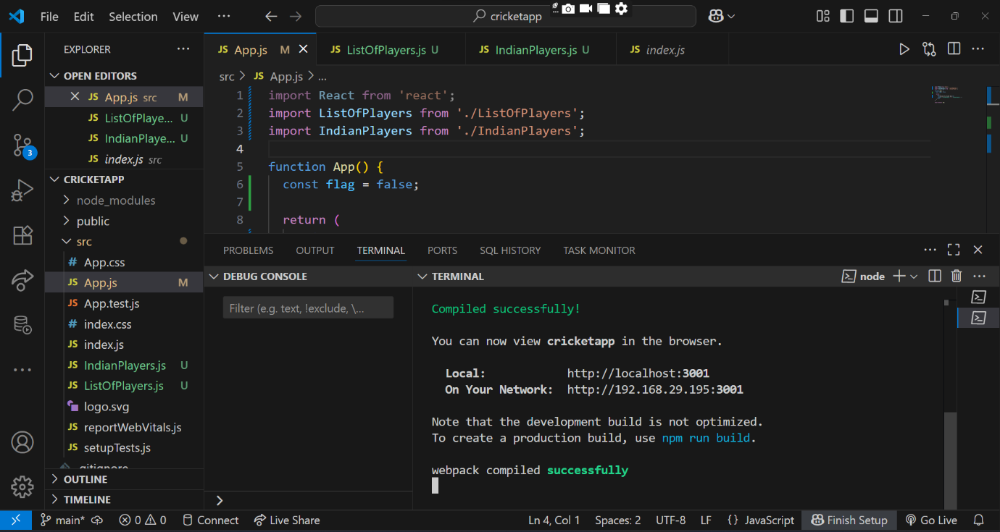 File Edit Selection View ··· cricketapp
EXPLORER ···
OPEN EDITORS
JS App.js src M
JS ListOfPlaye... U
JS IndianPlaye... U
JS index.js src
CRICKETAPP
node_modules
public
src
# App.css
JS App.js M
JS App.test.js
# index.css
JS index.js
JS IndianPlayers.js U
JS ListOfPlayers.js U
logo.svg
JS reportWebVitals.js
JS setupTests.js
.gitignore
OUTLINE
TIMELINE
3
JS App.js M JS ListOfPlayers.js U JS IndianPlayers.js U JS index.js
src > JS App.js > ...
1 import React from 'react';
2 import ListOfPlayers from './ListOfPlayers';
3 import IndianPlayers from './IndianPlayers';
4
5 function App() {
6 const flag = false;
7
8 return (
PROBLEMS OUTPUT TERMINAL PORTS SQL HISTORY TASK MONITOR ···
DEBUG CONSOLE
Filter (e.g. text, !exclude, \...
>
TERMINAL node ···
Compiled successfully!
You can now view cricketapp in the browser.
Local: http://localhost:3001
On Your Network: http://192.168.29.195:3001
Note that the development build is not optimized.
To create a production build, use npm run build.
webpack compiled successfully
main* 0 0 Connect Live Share Ln 4, Col 1 Spaces: 2 UTF-8 LF {} JavaScript Finish Setup Go Live